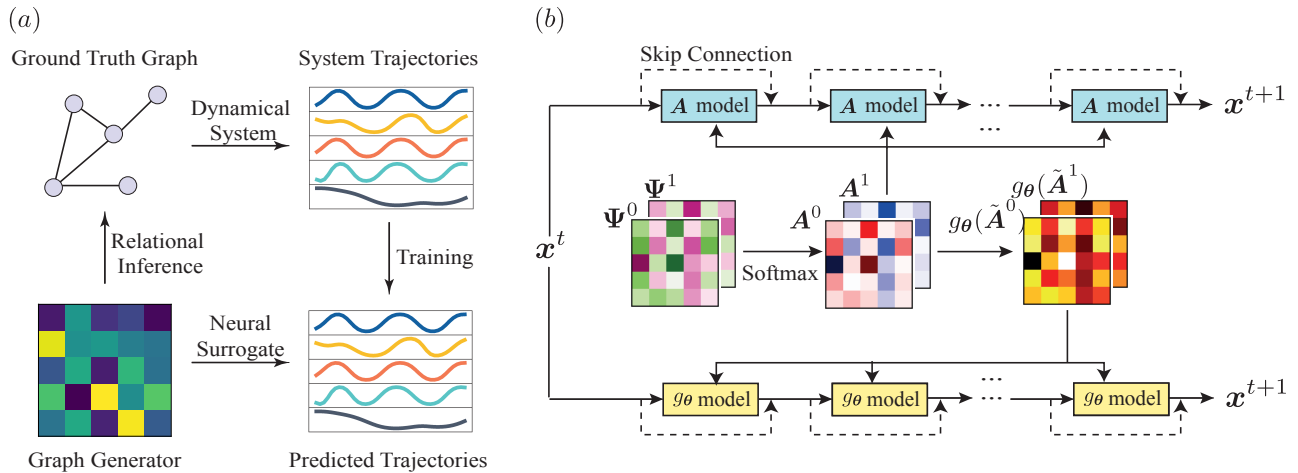 (a)
Ground Truth Graph
System Trajectories
Dynamical
System
Relational
Inference
Training
Neural
Surrogate
Graph Generator
Predicted Trajectories
(b)
Skip Connection
A model
A model
...
...
A model
x^{t+1}
x^t
Ψ^1
Ψ^0
Softmax
A^1
A^0
g_θ(Ã^1)
g_θ(Ã^0)
g_θ model
g_θ model
...
...
g_θ model
x^{t+1}